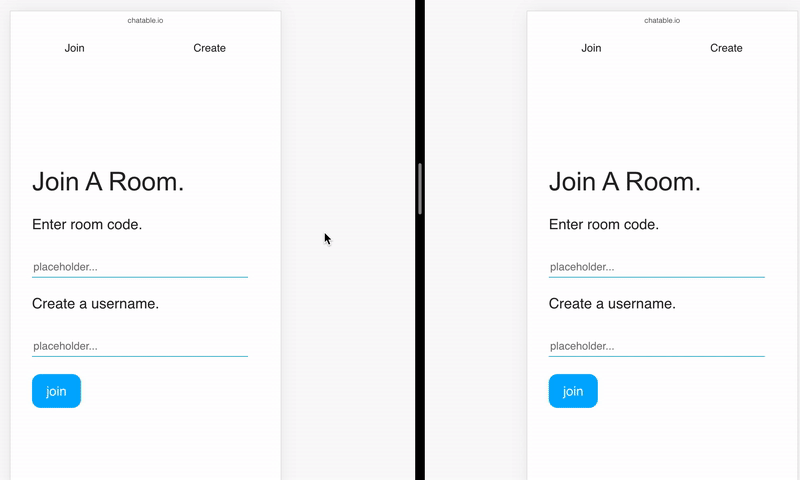 chatable.io
Join Create
Join A Room.
Enter room code.
placeholder...
Create a username.
placeholder...
join
chatable.io
Join Create
Join A Room.
Enter room code.
placeholder...
Create a username.
placeholder...
join